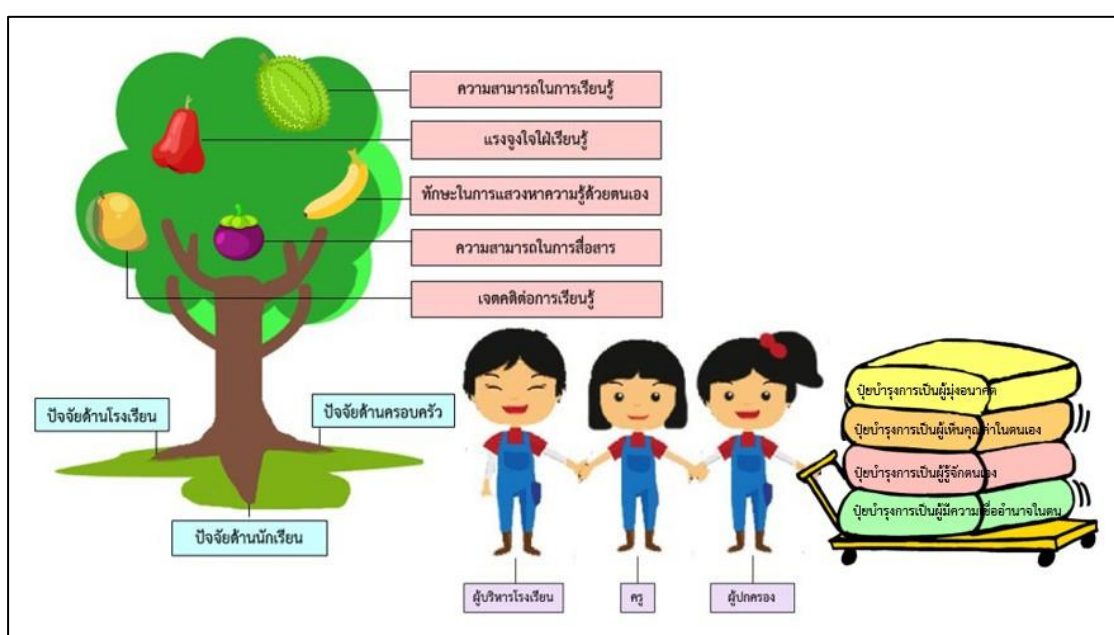 ความสามารถในการเรียนรู้
แรงจูงใจใฝ่เรียนรู้
ทักษะในการแสวงหาความรู้ด้วยตนเอง
ความสามารถในการสื่อสาร
เจตคติต่อการเรียนรู้
ปัจจัยด้านโรงเรียน
ปัจจัยด้านครอบครัว
ปัจจัยด้านนักเรียน
ปุ๋ยบำรุงการเป็นผู้มุ่งอนาคต
ปุ๋ยบำรุงการเป็นผู้เห็นคุณค่าในตนเอง
ปุ๋ยบำรุงการเป็นผู้รู้จักตนเอง
ปุ๋ยบำรุงการเป็นผู้มีความเชื่ออำนาจในตน
ผู้บริหารโรงเรียน
ครู
ผู้ปกครอง